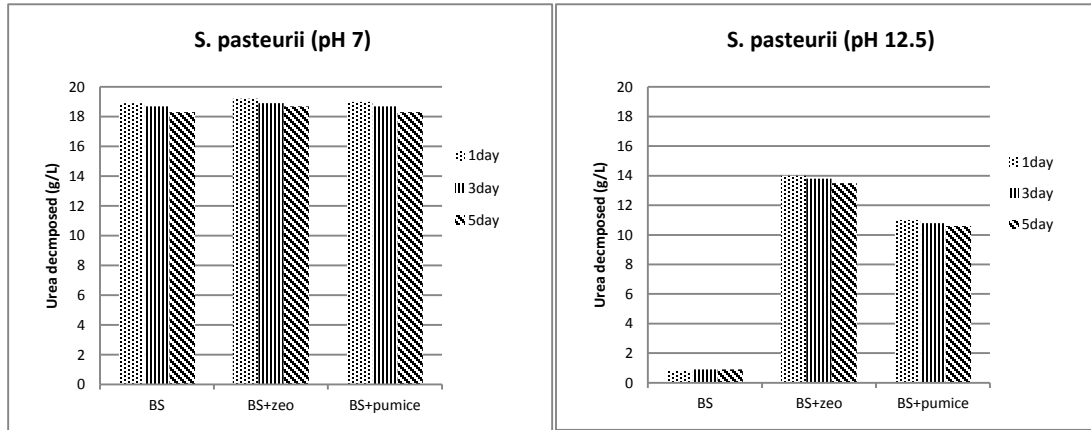 S. pasteurii (pH 7)
Urea decmposed (g/L)
20
18
16
14
12
10
8
6
4
2
0
BS
BS+zeo
BS+pumice
1day
3day
5day
S. pasteurii (pH 12.5)
Urea decmposed (g/L)
20
18
16
14
12
10
8
6
4
2
0
BS
BS+zeo
BS+pumice
1day
3day
5day